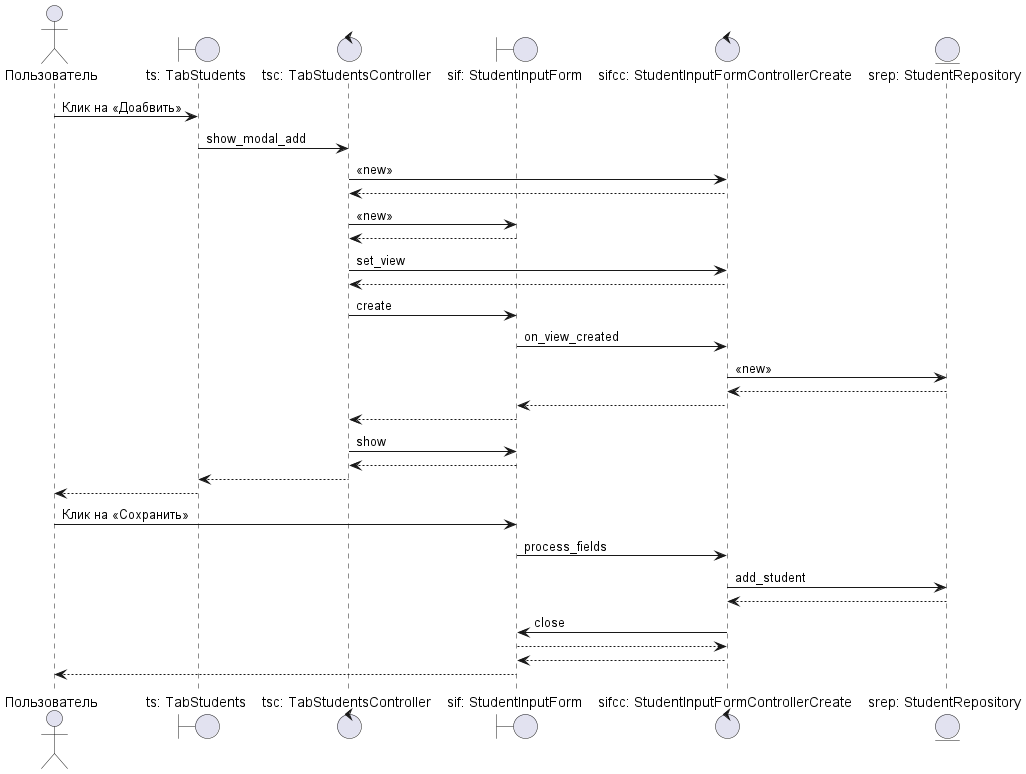 Пользователь
ts: TabStudents
tsc: TabStudentsController
sif: StudentInputForm
sifcc: StudentInputFormControllerCreate
srep: StudentRepository
Клик на «Доабвить»
show_modal_add
«new»
«new»
set_view
create
on_view_created
«new»
show
Клик на «Сохранить»
process_fields
add_student
close
Пользователь
ts: TabStudents
tsc: TabStudentsController
sif: StudentInputForm
sifcc: StudentInputFormControllerCreate
srep: StudentRepository